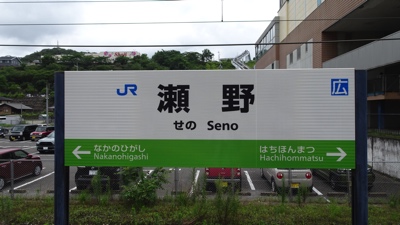 JR 広
瀬野
せの Seno
なかのひがし はちほんまつ
Nakanohigashi Hachihommatsu